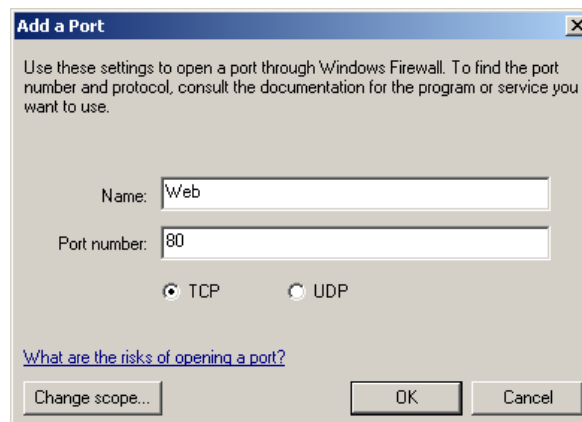 Add a Port
Use these settings to open a port through Windows Firewall. To find the port
number and protocol, consult the documentation for the program or service you
want to use.
Name: Web
Port number: 80
TCP UDP
What are the risks of opening a port?
Change scope... OK Cancel